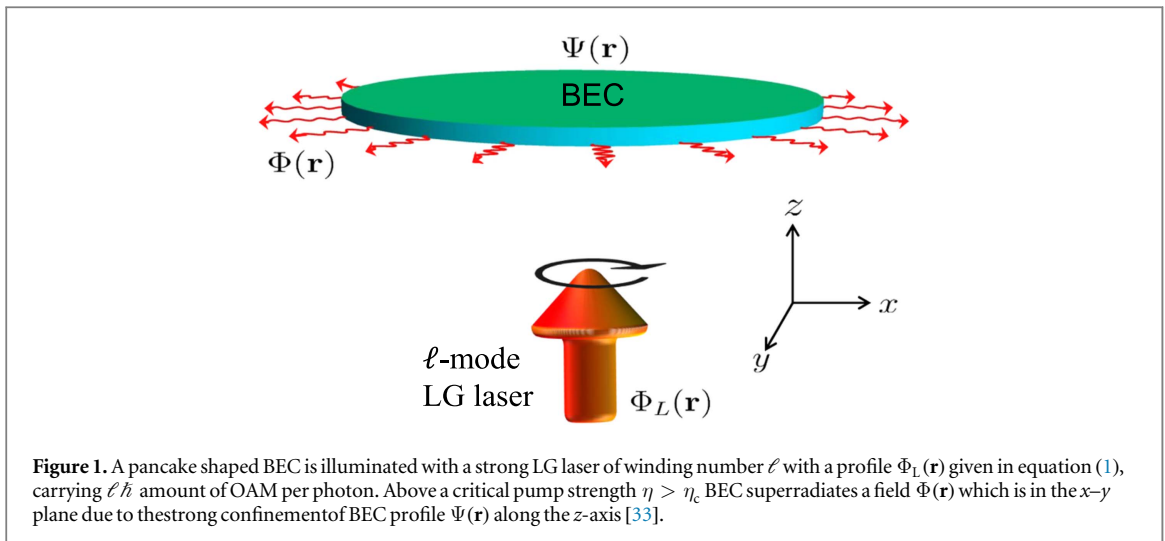 Ψ(r)
BEC
Φ(r)
z
x
y
ℓ-mode
LG laser
Φ_L(r)
Figure 1. A pancake shaped BEC is illuminated with a strong LG laser of winding number ℓ with a profile Φ_L(r) given in equation (1),
carrying ℓℏ amount of OAM per photon. Above a critical pump strength η > η_c BEC superradiates a field Φ(r) which is in the x–y
plane due to thestrong confinementof BEC profile Ψ(r) along the z-axis [33].